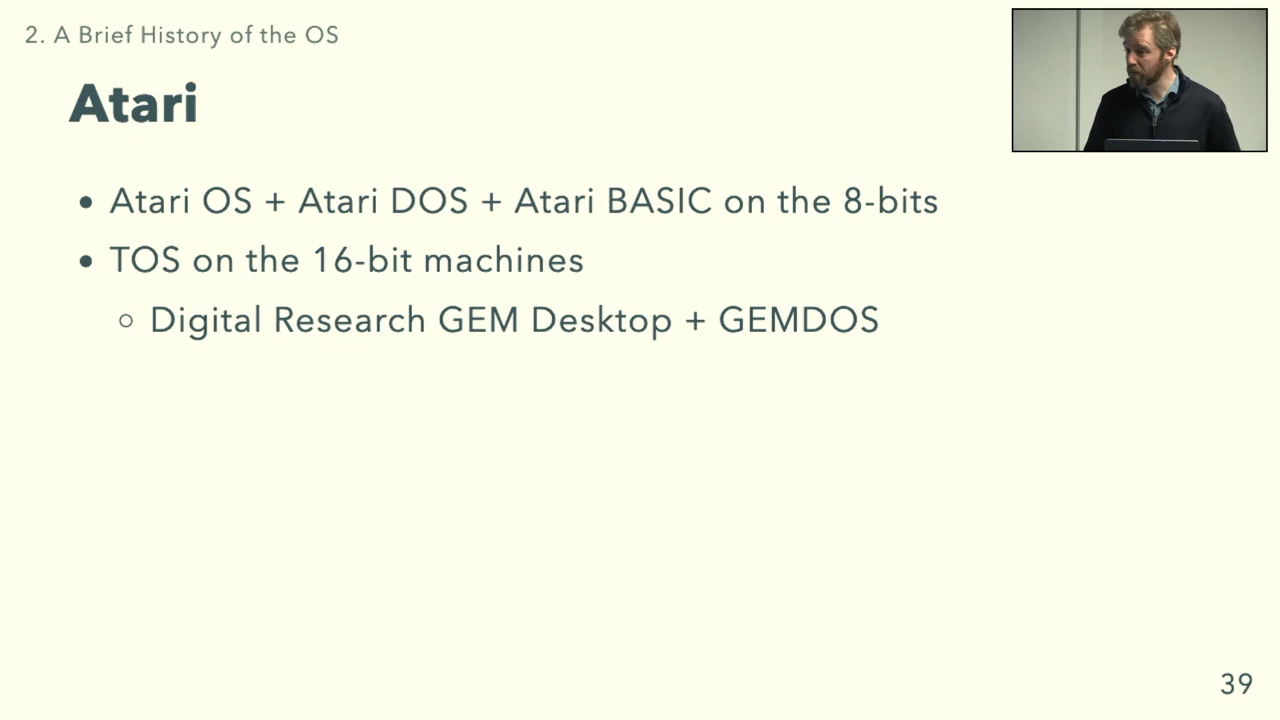 2. A Brief History of the OS
Atari
• Atari OS + Atari DOS + Atari BASIC on the 8-bits
• TOS on the 16-bit machines
○ Digital Research GEM Desktop + GEMDOS
39